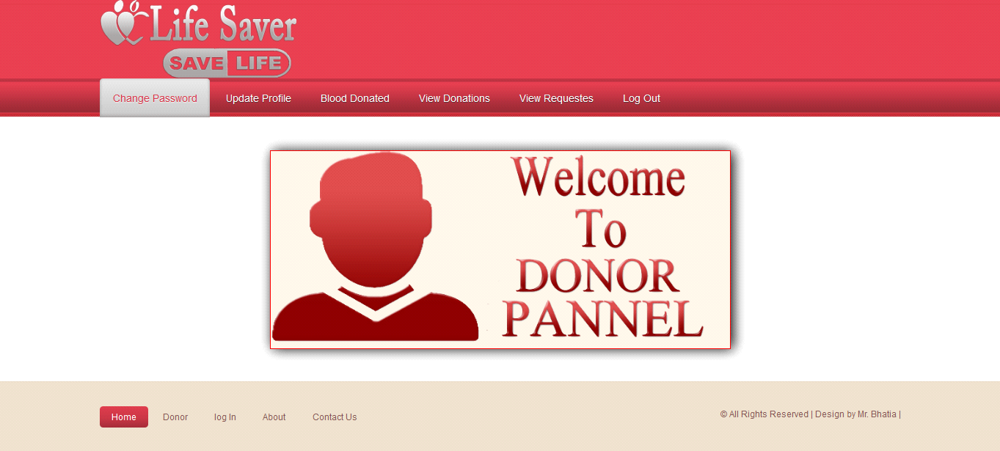 Life Saver
SAVE LIFE
Change Password Update Profile Blood Donated View Donations View Requestes Log Out
Welcome
To
DONOR
PANNEL
Home Donor log In About Contact Us
© All Rights Reserved | Design by Mr. Bhatia |